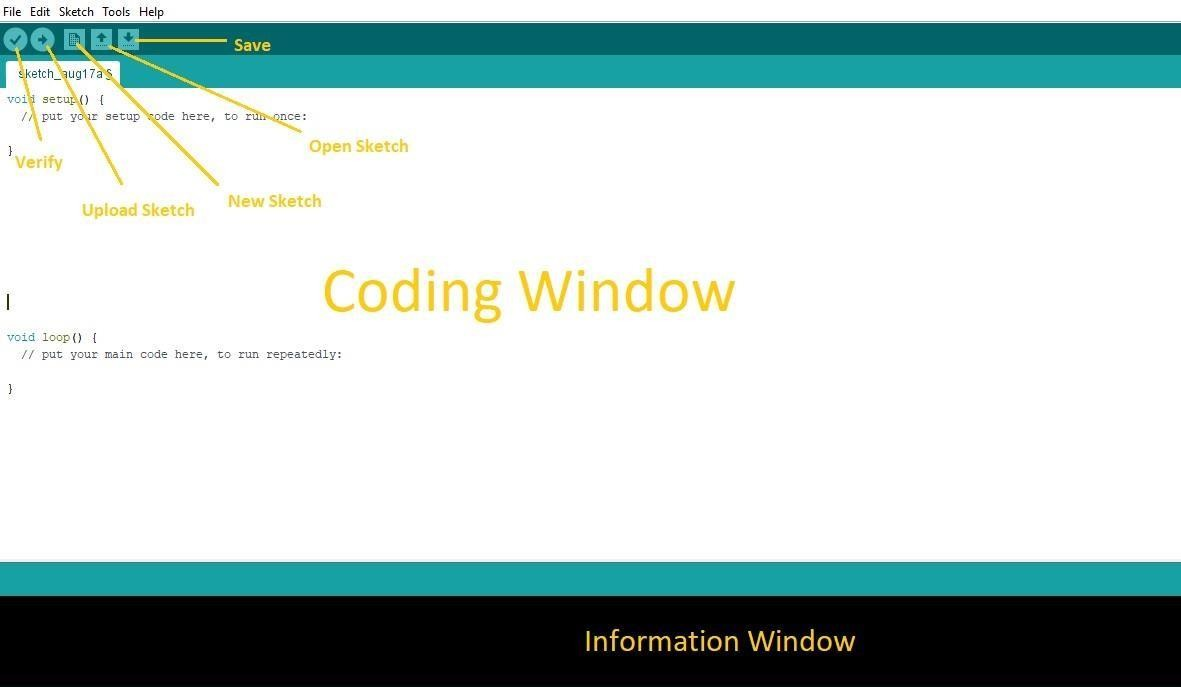 File Edit Sketch Tools Help
Save
sketch_aug17a §
void setup() {
  // put your setup code here, to run once:
Open Sketch
}
Verify
New Sketch
Upload Sketch
Coding Window
void loop() {
  // put your main code here, to run repeatedly:
}
Information Window